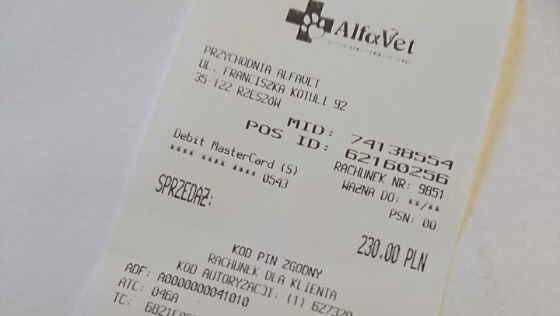 AlfaVet
PRZYCHODNIA ALFAVET
UL. FRANCISZKA KOTULI 92
35-122 RZESZÓW
MID: 74138554
POS ID: 62160256
RACHUNEK NR: 9851
Debit MasterCard (S)
**** **** **** 0543
WAŻNA DO: **/**
PSN: 00
SPRZEDAŻ:
230.00 PLN
KOD PIN ZGODNY
RACHUNEK DLA KLIENTA
KOD AUTORYZACJI: (1) 627320
ADF: A0000000041010
ATC: 046A
TC: